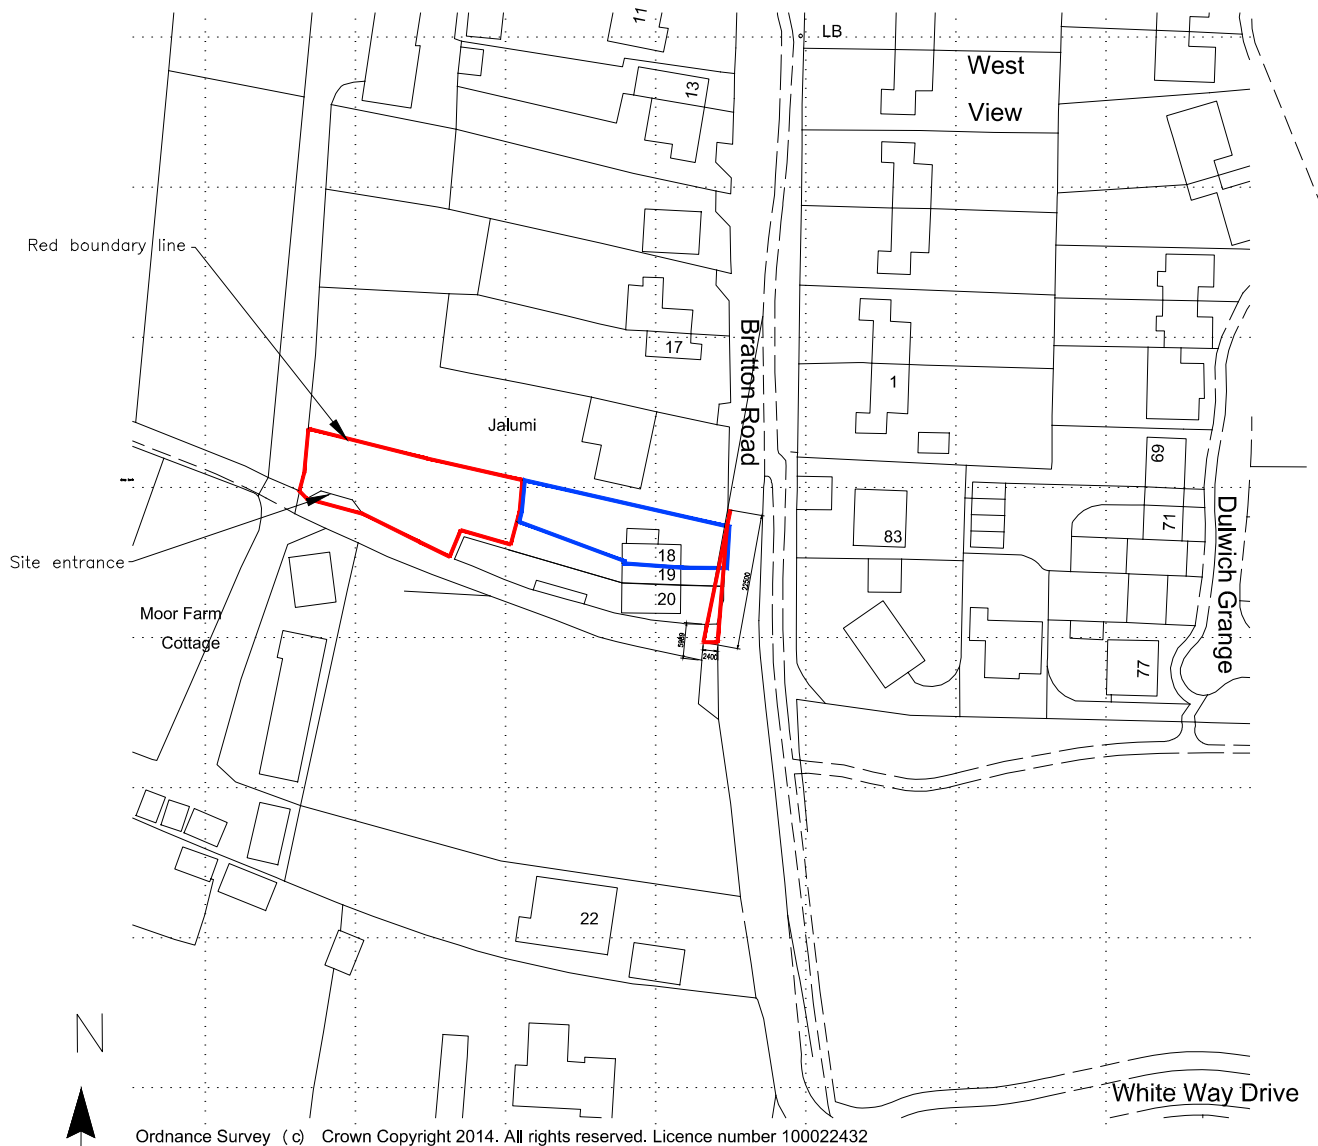 11
LB
West
13
View
Red boundary line
Bratton Road
17
1
Jalumi
69
71
Dulwich Grange
83
18
19
20
Site entrance
22500
Moor Farm
Cottage
5989
2400
77
22
N
White Way Drive
Ordnance Survey (c) Crown Copyright 2014. All rights reserved. Licence number 100022432